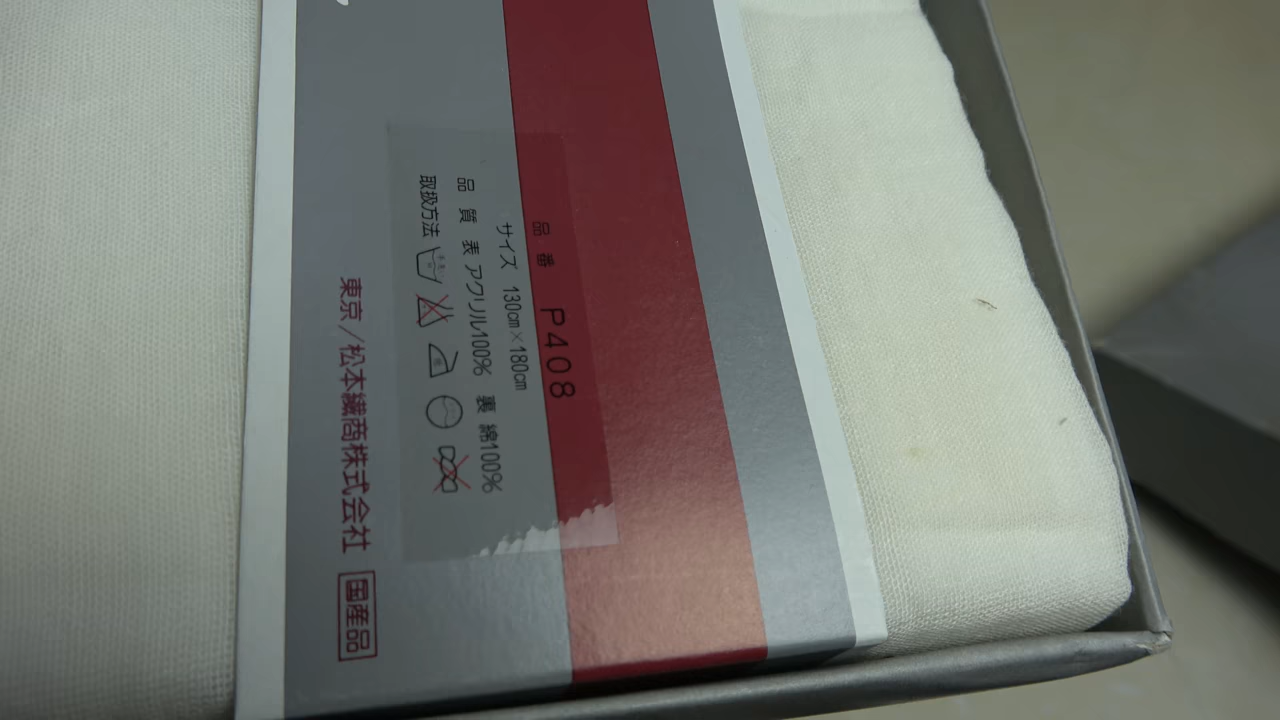 品番 P408
サイズ 130cm×180cm
品質 表 アクリル100% 裏 綿100%
取扱方法
東京/松本繊商株式会社 国産品